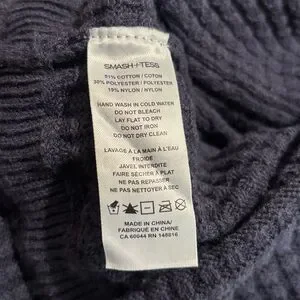 SMASH + TESS
51% COTTON / COTON
30% POLYESTER / POLYESTER
19% NYLON / NYLON
HAND WASH IN COLD WATER
DO NOT BLEACH
LAY FLAT TO DRY
DO NOT IRON
DO NOT DRY CLEAN
LAVAGE À LA MAIN À L'EAU
FROIDE
JAVEL INTERDIRE
FAIRE SÉCHER À PLAT
NE PAS REPASSER
NE PAS NETTOYER À SEC
MADE IN CHINA/
FABRIQUÉ EN CHINE
CA 60044 RN 148016